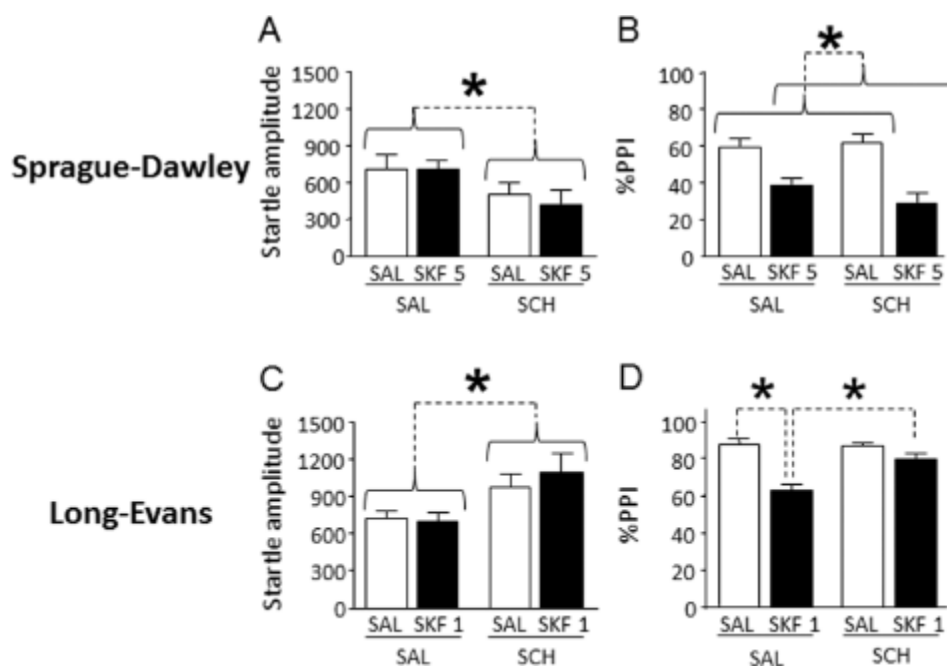 A
B
Sprague-Dawley
Startle amplitude
1500
1200
900
600
300
0
*
SAL SKF 5 SAL SKF 5
SAL SCH
%PPI
100
80
60
40
20
0
*
SAL SKF 5 SAL SKF 5
SAL SCH
C
D
Long-Evans
Startle amplitude
1500
1200
900
600
300
0
*
SAL SKF 1 SAL SKF 1
SAL SCH
%PPI
100
80
60
40
20
0
* *
SAL SKF 1 SAL SKF 1
SAL SCH